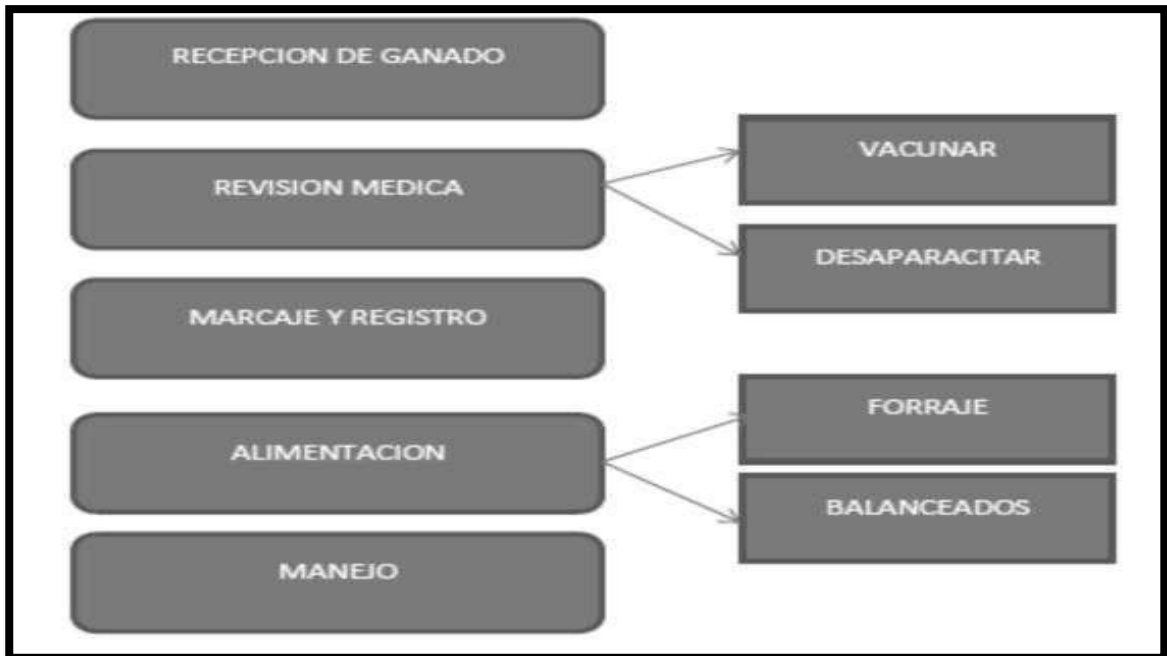 RECEPCION DE GANADO
REVISION MEDICA
VACUNAR
DESAPARACITAR
MARCAJE Y REGISTRO
ALIMENTACION
FORRAJE
BALANCEADOS
MANEJO